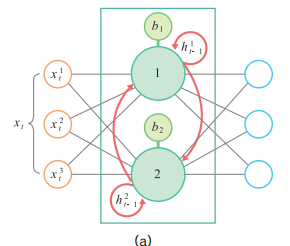 b₁
h¹ₜ₋₁
x¹ₜ
1
xₜ
x²ₜ
b₂
x³ₜ
2
h²ₜ₋₁
(a)